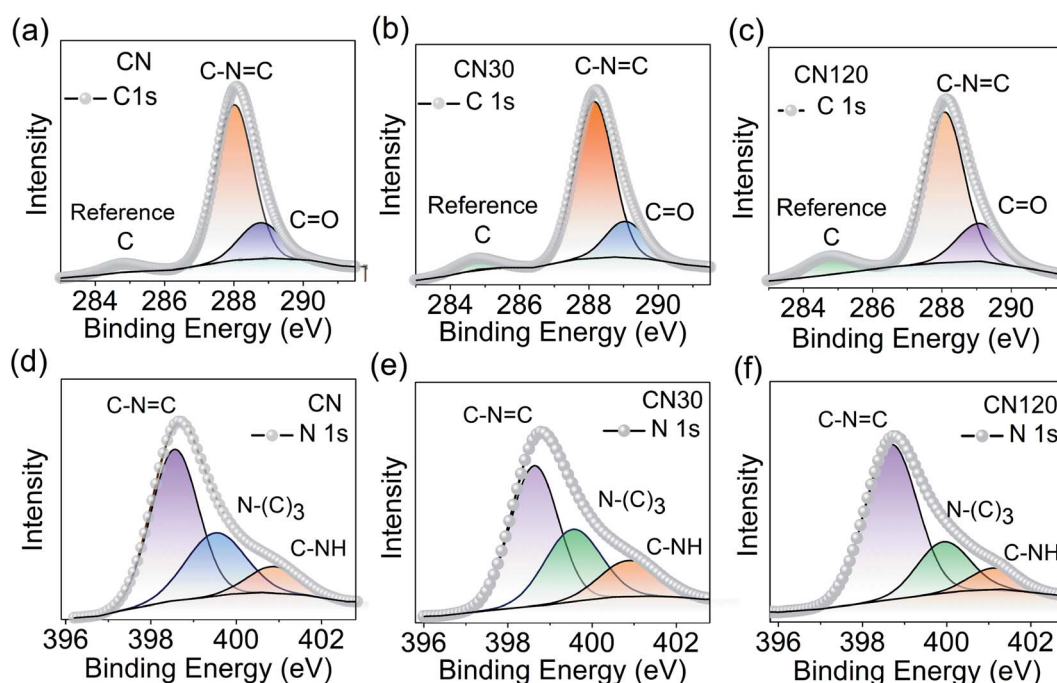 (a)
CN
C 1s
C-N=C
Reference
C
C=O
Intensity
284 286 288 290
Binding Energy (eV)
(b)
CN30
C 1s
C-N=C
Reference
C
C=O
Intensity
284 286 288 290
Binding Energy (eV)
(c)
CN120
C 1s
C-N=C
Reference
C
C=O
Intensity
284 286 288 290
Binding Energy (eV)
(d)
CN
N 1s
C-N=C
N-(C)3
C-NH
Intensity
396 398 400 402
Binding Energy (eV)
(e)
CN30
N 1s
C-N=C
N-(C)3
C-NH
Intensity
396 398 400 402
Binding Energy (eV)
(f)
CN120
N 1s
C-N=C
N-(C)3
C-NH
Intensity
396 398 400 402
Binding Energy (eV)